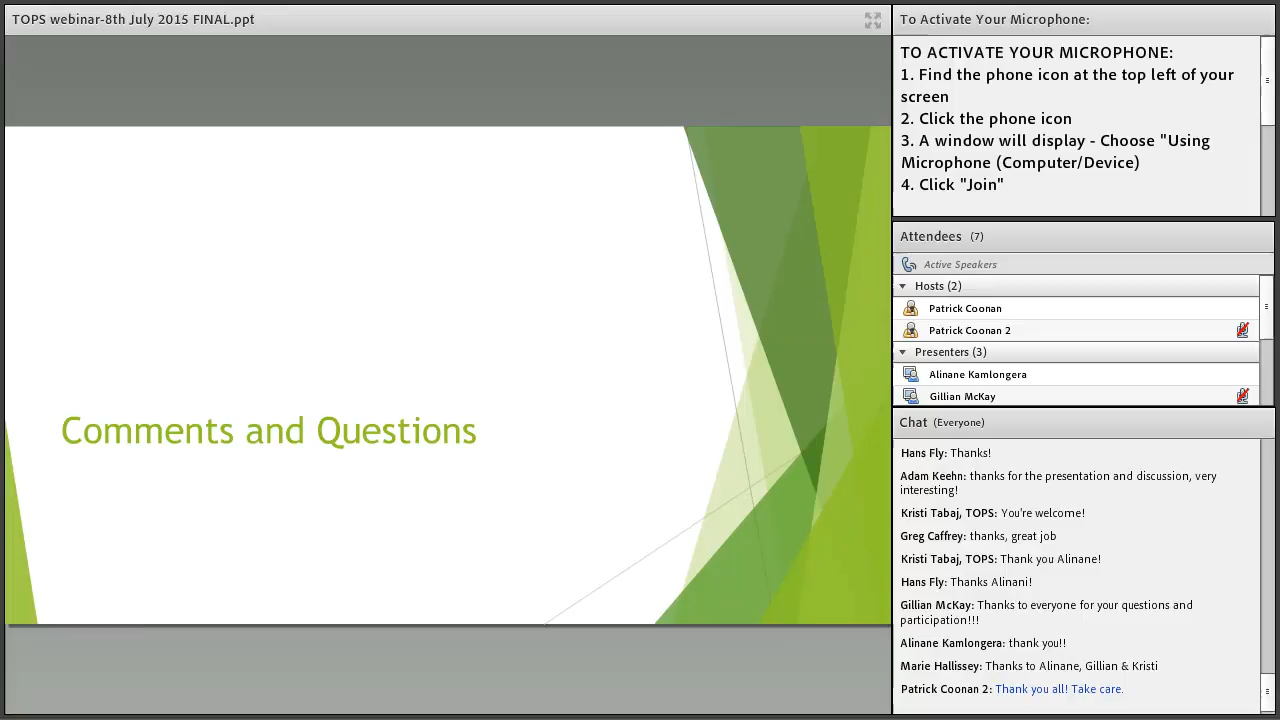 TOPS webinar-8th July 2015 FINAL.ppt
Comments and Questions
To Activate Your Microphone:
TO ACTIVATE YOUR MICROPHONE:
1. Find the phone icon at the top left of your
screen
2. Click the phone icon
3. A window will display - Choose "Using
Microphone (Computer/Device)
4. Click "Join"
Attendees (7)
Active Speakers
Hosts (2)
Patrick Coonan
Patrick Coonan 2
Presenters (3)
Alinane Kamlongera
Gillian McKay
Chat (Everyone)
Hans Fly: Thanks!
Adam Keehn: thanks for the presentation and discussion, very
interesting!
Kristi Tabaj, TOPS: You're welcome!
Greg Caffrey: thanks, great job
Kristi Tabaj, TOPS: Thank you Alinane!
Hans Fly: Thanks Alinani!
Gillian McKay: Thanks to everyone for your questions and
participation!!!
Alinane Kamlongera: thank you!!
Marie Hallissey: Thanks to Alinane, Gillian & Kristi
Patrick Coonan 2: Thank you all! Take care.